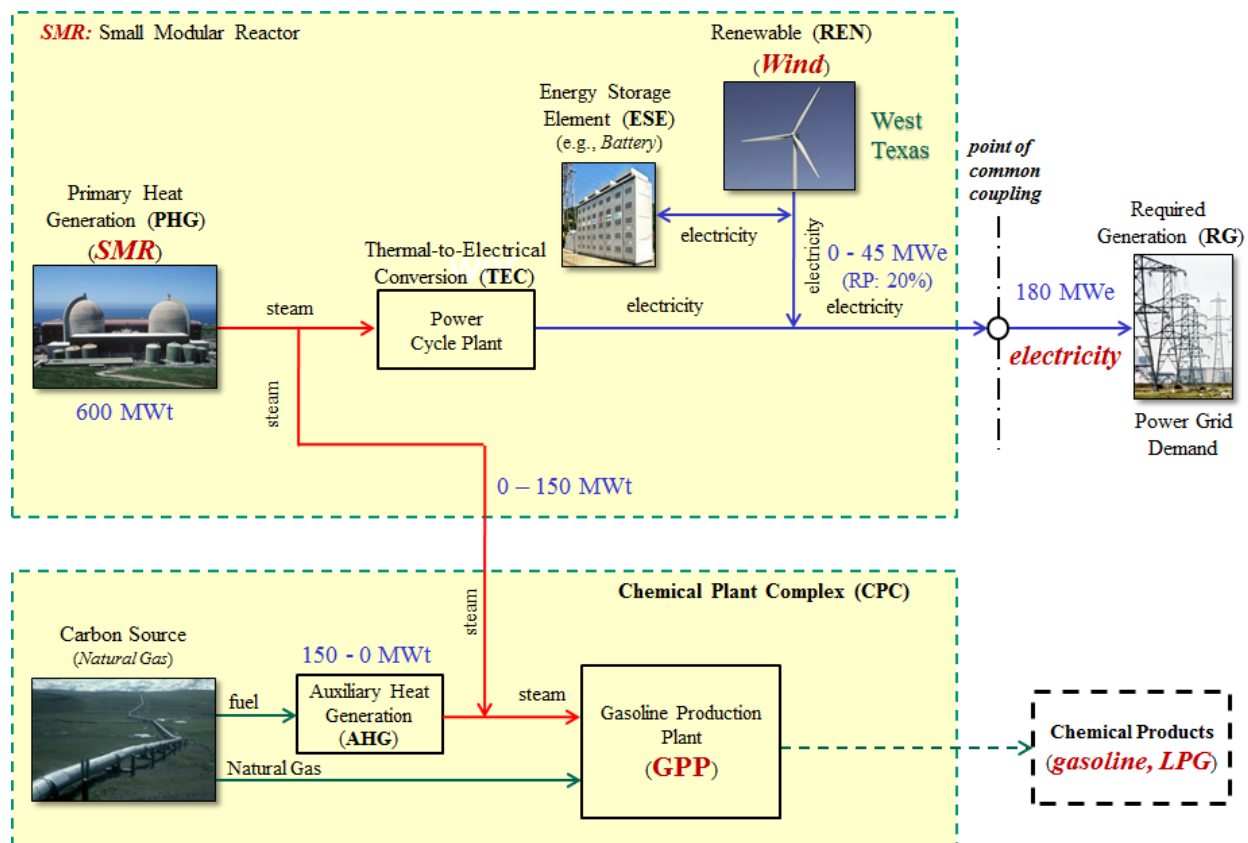 SMR: Small Modular Reactor
Renewable (REN)
(Wind)
Energy Storage
Element (ESE)
(e.g., Battery)
West
Texas
point of
common
coupling
Primary Heat
Generation (PHG)
(SMR)
Thermal-to-Electrical
Conversion (TEC)
electricity
electricity
0 - 45 MWe
(RP: 20%)
Required
Generation (RG)
steam
Power
Cycle Plant
electricity
electricity
180 MWe
electricity
600 MWt
steam
Power Grid
Demand
0 – 150 MWt
Chemical Plant Complex (CPC)
steam
Carbon Source
(Natural Gas)
150 - 0 MWt
fuel
Auxiliary Heat
Generation
(AHG)
steam
Gasoline Production
Plant
(GPP)
Natural Gas
Chemical Products
(gasoline, LPG)